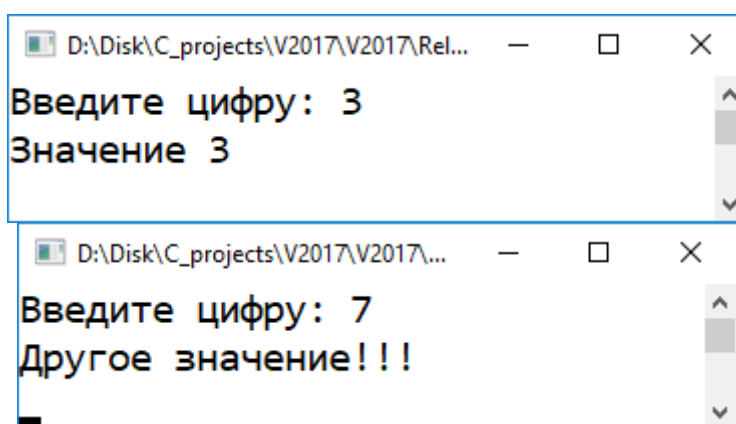 D:\Disk\C_projects\V2017\V2017\Rel...
Введите цифру: 3
Значение 3
D:\Disk\C_projects\V2017\V2017\...
Введите цифру: 7
Другое значение!!!